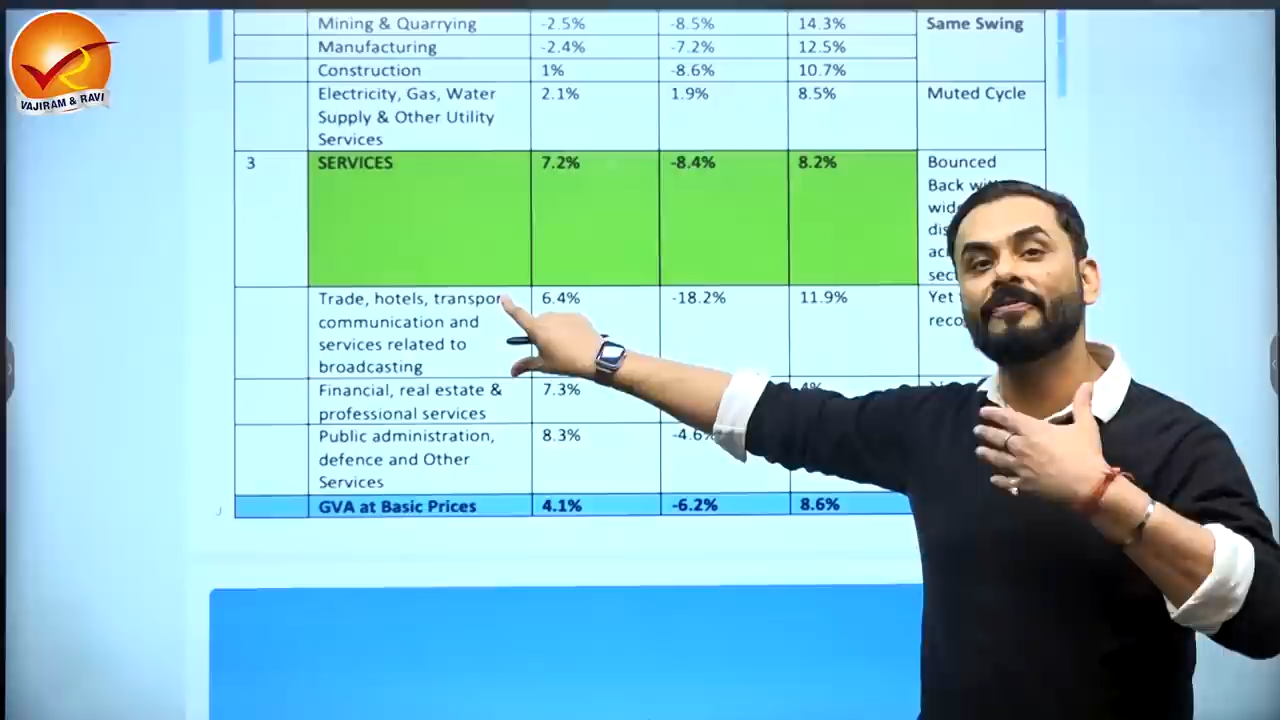 Mining & Quarrying -2.5% -8.5% 14.3% Same Swing
Manufacturing -2.4% -7.2% 12.5%
Construction 1% -8.6% 10.7%
Electricity, Gas, Water 2.1% 1.9% 8.5% Muted Cycle
Supply & Other Utility
Services
VAJIRAM & RAVI
3 SERVICES 7.2% -8.4% 8.2% Bounced
Back
Trade, hotels, 6.4% -18.2% 11.9% Yet
communication and
services related to
broadcasting
Financial, real estate & 7.3%
professional services
Public administration, 8.3%
defence and Other
Services
GVA at Basic Prices 4.1% -6.2% 8.6%